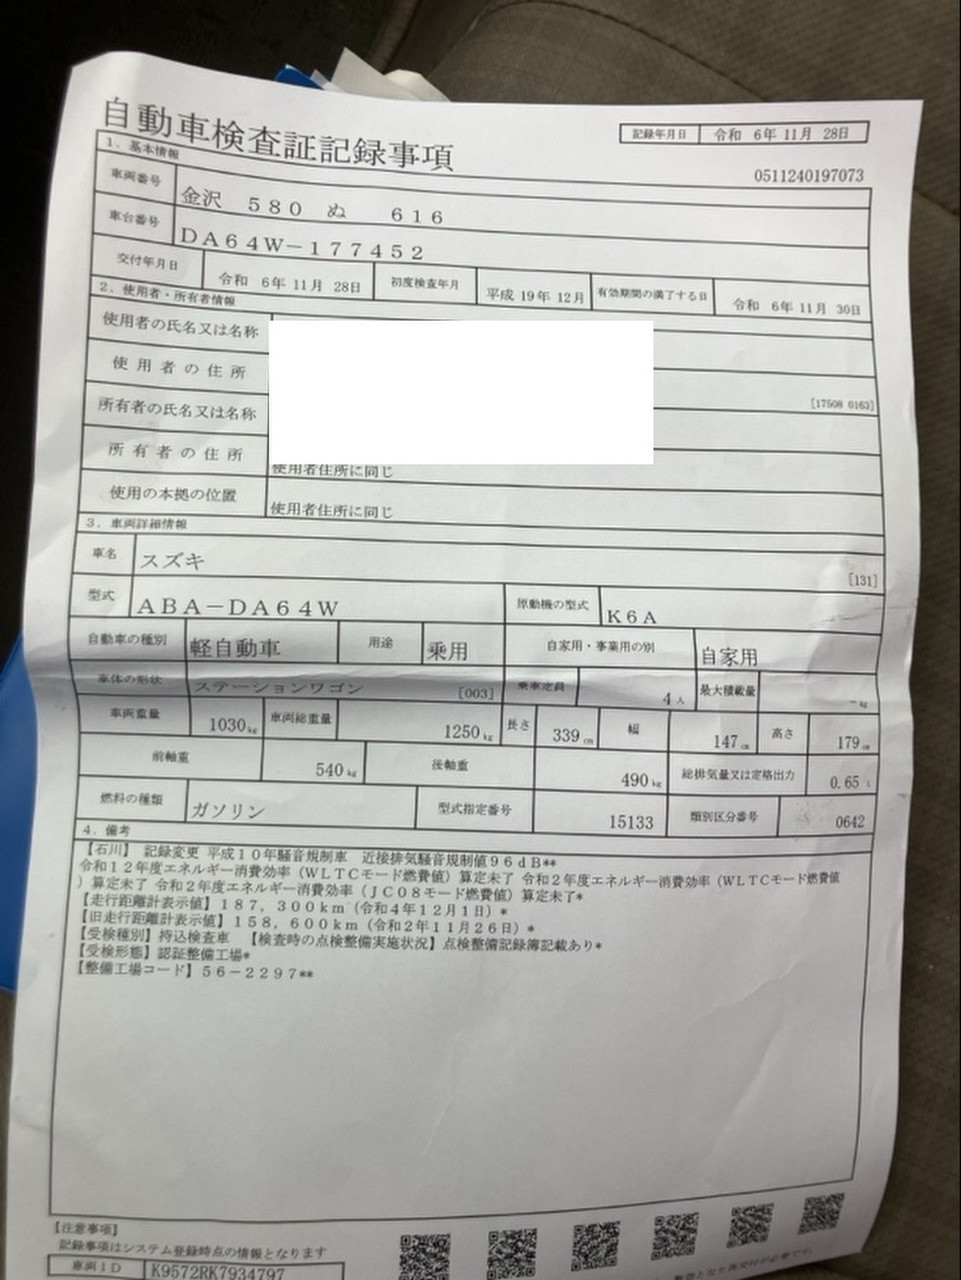 自動車検査証記録事項
記録年月日 令和 6年 11月 28日
0511240197073
1. 基本情報
車両番号 金沢 580 ぬ 616
車台番号 DA64W-177452
交付年月日 令和 6年 11月 28日 初度検査年月 平成 19年 12月 有効期間の満了する日 令和 6年 11月 30日
2. 使用者・所有者情報
使用者の氏名又は名称
使用者の住所
[17508 0163]
所有者の氏名又は名称
所有者の住所 使用者住所に同じ
使用の本拠の位置 使用者住所に同じ
3. 車両詳細情報
車名 スズキ [131]
型式 ABA-DA64W 原動機の型式 K6A
自動車の種別 軽自動車 用途 乗用 自家用・事業用の別 自家用
車体の形状 ステーションワゴン [003] 乗車定員 4人 最大積載量 -kg
車両重量 1030kg 車両総重量 1250kg 長さ 339cm 幅 147cm 高さ 179cm
前軸重 540kg 後軸重 490kg 総排気量又は定格出力 0.65 L
燃料の種類 ガソリン 型式指定番号 15133 類別区分番号 0642
4. 備考
【石川】 記録変更 平成10年騒音規制車 近接排気騒音規制値96dB**
令和12年度エネルギー消費効率（WLTCモード燃費値）算定未了 令和2年度エネルギー消費効率（WLTCモード燃費値
）算定未了 令和2年度エネルギー消費効率（JC08モード燃費値）算定未了*
【走行距離計表示値】187,300km（令和4年12月1日）*
【旧走行距離計表示値】158,600km（令和2年11月26日）*
【受検種別】持込検査車 【検査時の点検整備実施状況】点検整備記録簿記載あり*
【受検形態】認証整備工場*
【整備工場コード】56-2297**
【注意事項】
記録事項はシステム登録時点の情報となります
車両ID K9572RK7934797